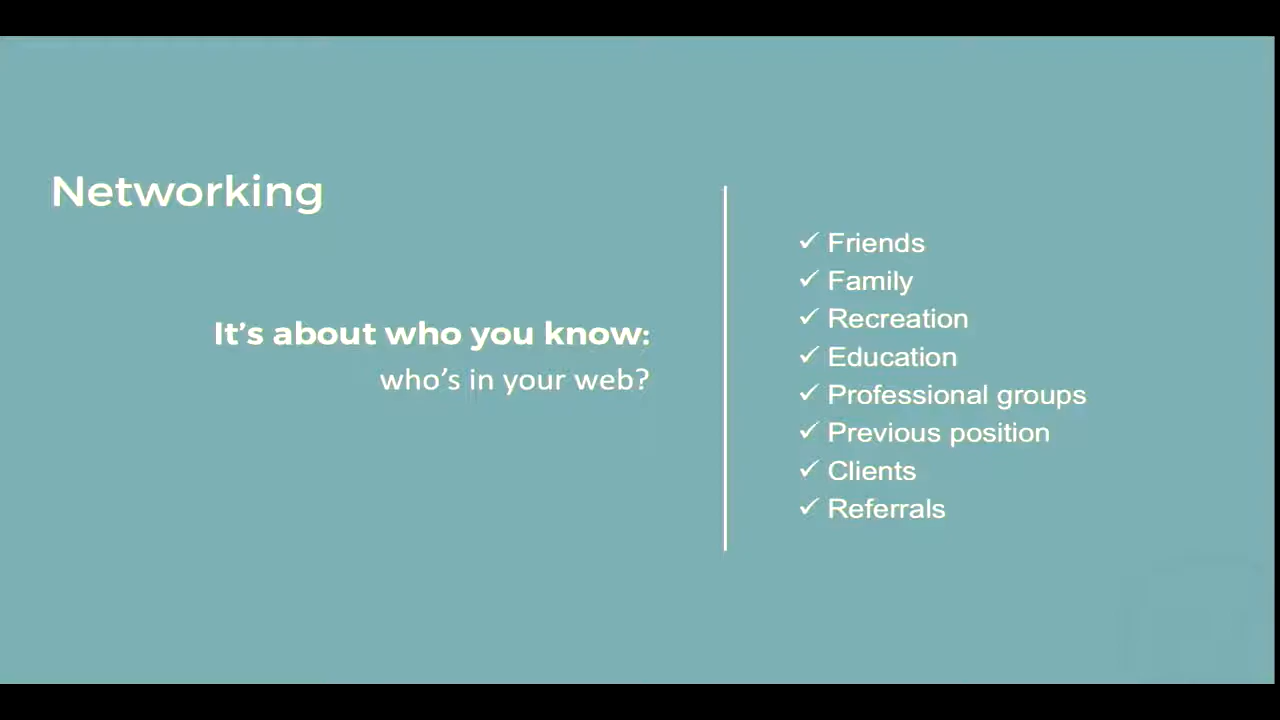 Networking
It's about who you know:
who's in your web?
✓ Friends
✓ Family
✓ Recreation
✓ Education
✓ Professional groups
✓ Previous position
✓ Clients
✓ Referrals